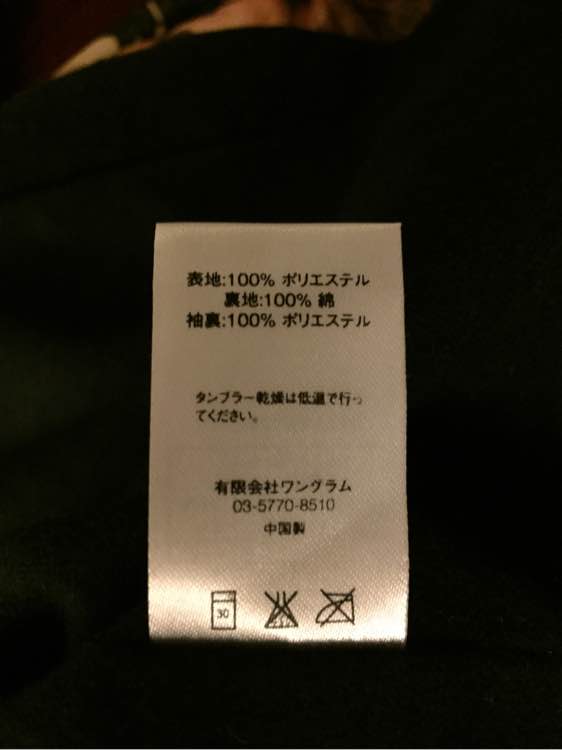 表地:100% ポリエステル
裏地:100% 綿
袖裏:100% ポリエステル
タンブラー乾燥は低温で行っ
てください。
有限会社ワングラム
03-5770-8510
中国製
30